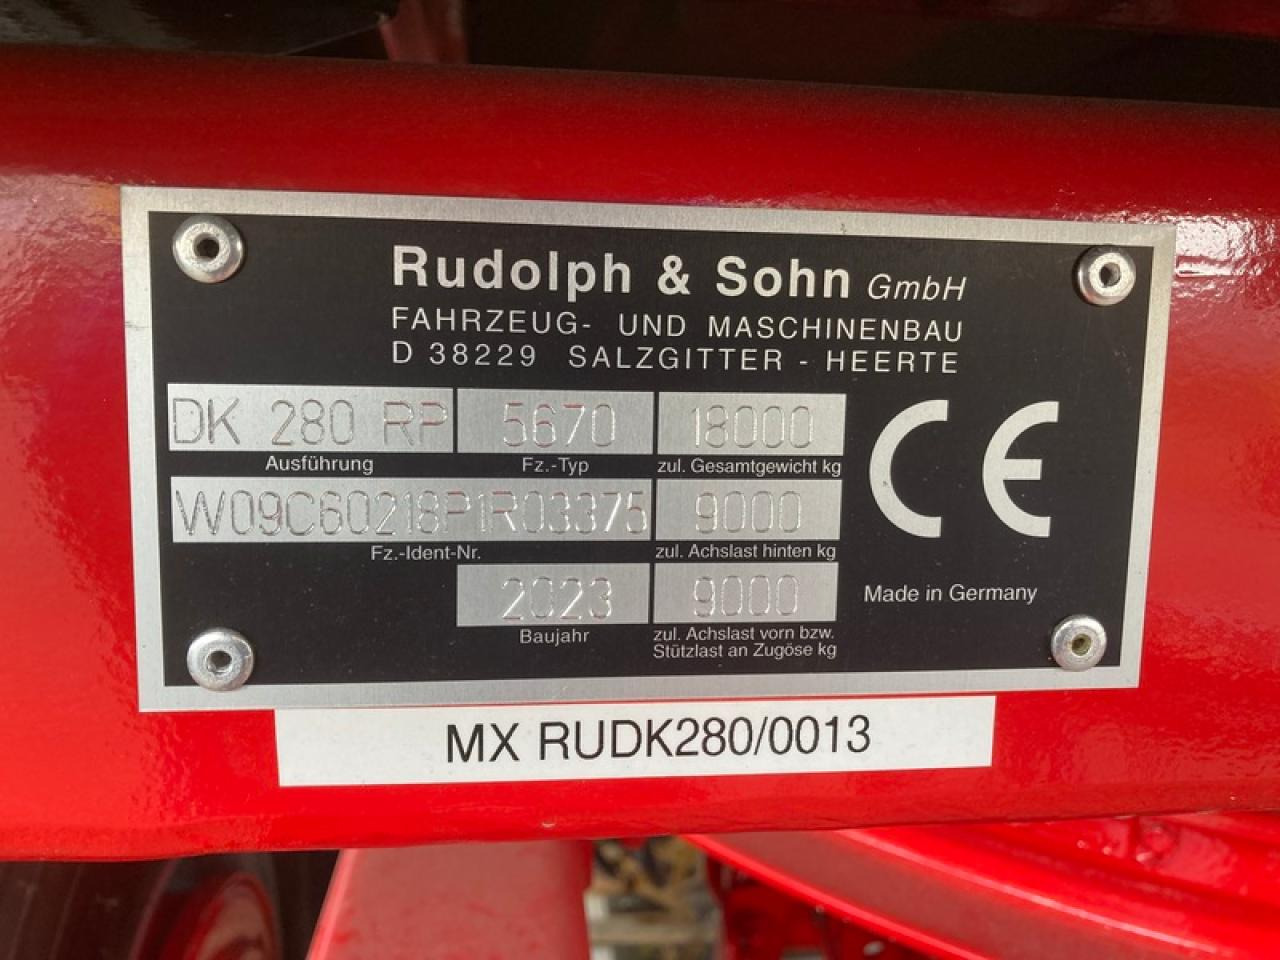 Rudolph & Sohn GmbH
FAHRZEUG- UND MASCHINENBAU
D 38229 SALZGITTER - HEERTE
DK 280 RP 5670 18000
Ausführung Fz.-Typ zul. Gesamtgewicht kg
W09C60218P1R03375 9000
Fz.-Ident-Nr. zul. Achslast hinten kg
2023 9000
Baujahr zul. Achslast vorn bzw.
Stützlast an Zugöse kg
CE
Made in Germany
MX RUDK280/0013